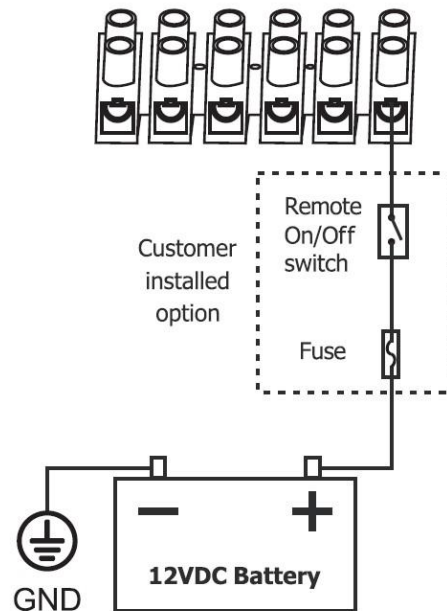 Remote
On/Off
switch
Customer
installed
option
Fuse
− +
12VDC Battery
GND